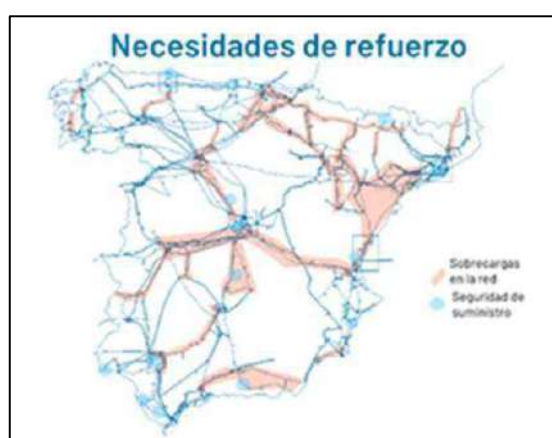 Necesidades de refuerzo
Sobrecargas
en la red
Seguridad de
suministro